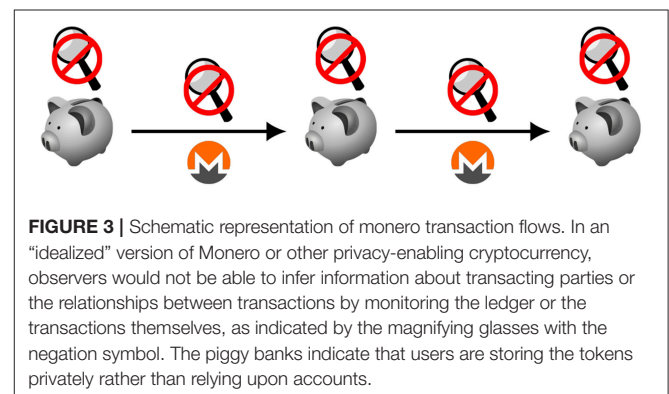 FIGURE 3 | Schematic representation of monero transaction flows. In an
“idealized” version of Monero or other privacy-enabling cryptocurrency,
observers would not be able to infer information about transacting parties or
the relationships between transactions by monitoring the ledger or the
transactions themselves, as indicated by the magnifying glasses with the
negation symbol. The piggy banks indicate that users are storing the tokens
privately rather than relying upon accounts.